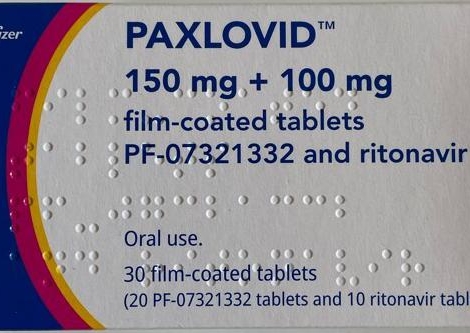 izer
PAXLOVID™
150 mg + 100 mg
film-coated tablets
PF-07321332 and ritonavir
Oral use.
30 film-coated tablets
(20 PF-07321332 tablets and 10 ritonavir tabl